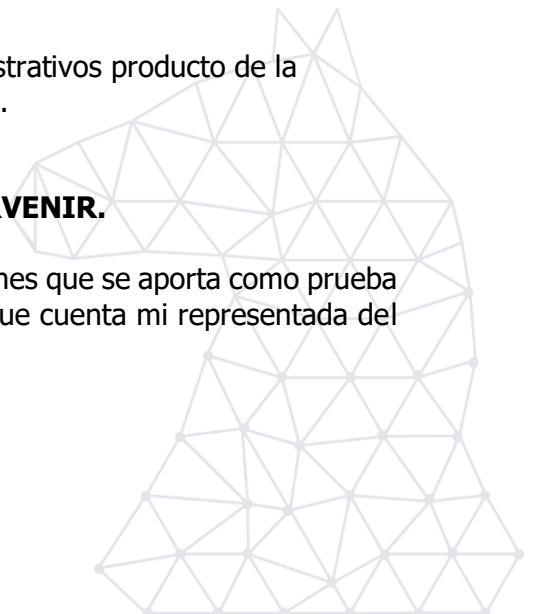 strativos producto de la
.
VENIR.
nes que se aporta como prueba
ue cuenta mi representada del